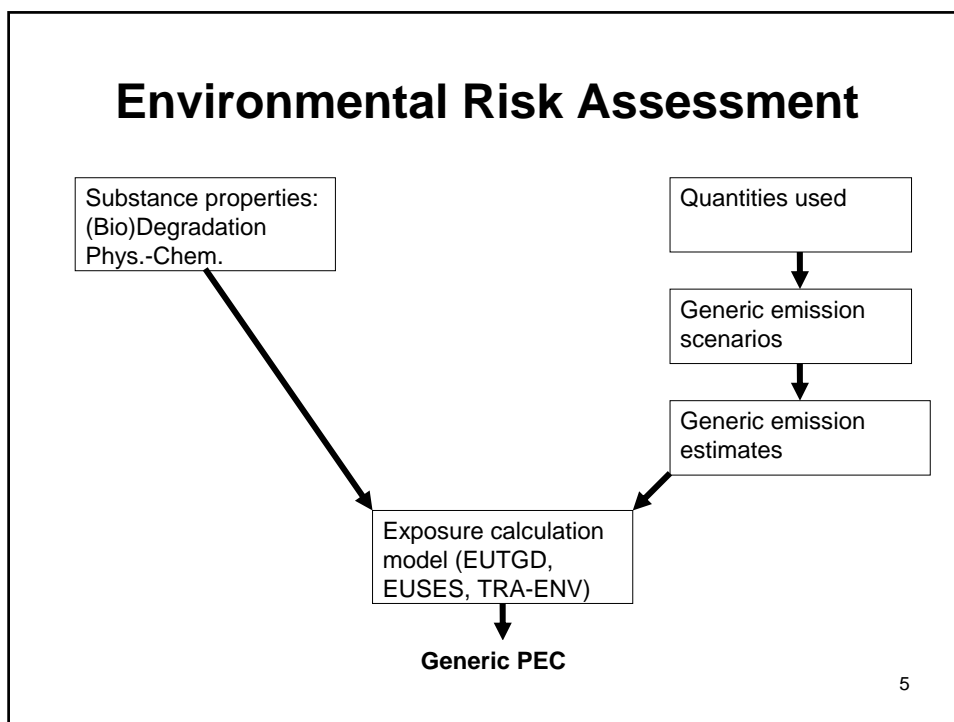 Environmental Risk Assessment
Substance properties:
(Bio)Degradation
Phys.-Chem.
Quantities used
Generic emission
scenarios
Generic emission
estimates
Exposure calculation
model (EUTGD,
EUSES, TRA-ENV)
Generic PEC
5